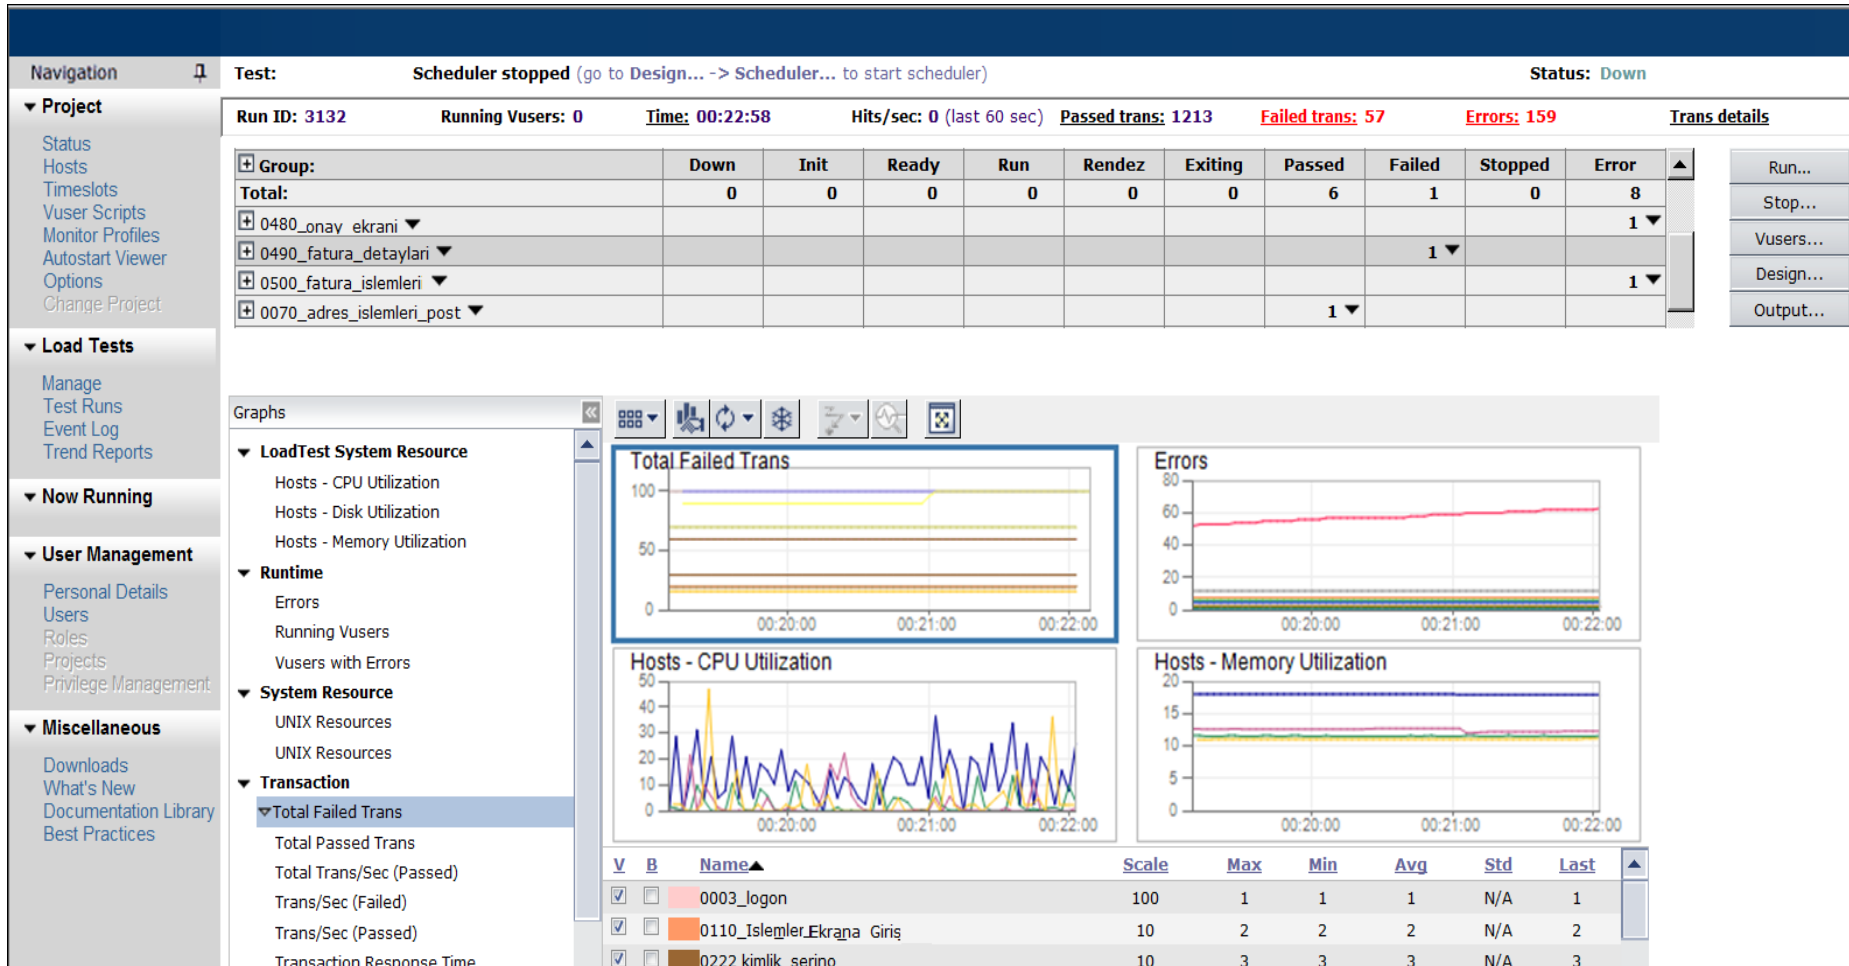 Navigation
Test: Scheduler stopped (go to Design... -> Scheduler... to start scheduler) Status: Down
Project
Run ID: 3132 Running Vusers: 0 Time: 00:22:58 Hits/sec: 0 (last 60 sec) Passed trans: 1213 Failed trans: 57 Errors: 159 Trans details
Status
Hosts
Timeslots
Vuser Scripts
Monitor Profiles
Autostart Viewer
Options
Change Project
Load Tests
Manage
Test Runs
Event Log
Trend Reports
Now Running
User Management
Personal Details
Users
Roles
Projects
Privilege Management
Miscellaneous
Downloads
What's New
Documentation Library
Best Practices
Group: Down Init Ready Run Rendez Exiting Passed Failed Stopped Error
Total: 0 0 0 0 0 0 6 1 0 8
0480_onay_ekrani 1
0490_fatura_detaylari 1
0500_fatura_islemleri 1
0070_adres_islemleri_post 1
Run...
Stop...
Vusers...
Design...
Output...
Graphs
LoadTest System Resource
Hosts - CPU Utilization
Hosts - Disk Utilization
Hosts - Memory Utilization
Runtime
Errors
Running Vusers
Vusers with Errors
System Resource
UNIX Resources
UNIX Resources
Transaction
Total Failed Trans
Total Passed Trans
Total Trans/Sec (Passed)
Trans/Sec (Failed)
Trans/Sec (Passed)
Transaction Response Time
Total Failed Trans
100
50
0
00:20:00 00:21:00 00:22:00
Errors
80
60
40
20
0
00:20:00 00:21:00 00:22:00
Hosts - CPU Utilization
50
40
30
20
10
0
00:20:00 00:21:00 00:22:00
Hosts - Memory Utilization
20
15
10
5
0
00:20:00 00:21:00 00:22:00
V B Name Scale Max Min Avg Std Last
0003_logon 100 1 1 1 N/A 1
0110_Islemler_Ekrana_Giriş 10 2 2 2 N/A 2
0222 kimlik_serino 10 3 3 3 N/A 3